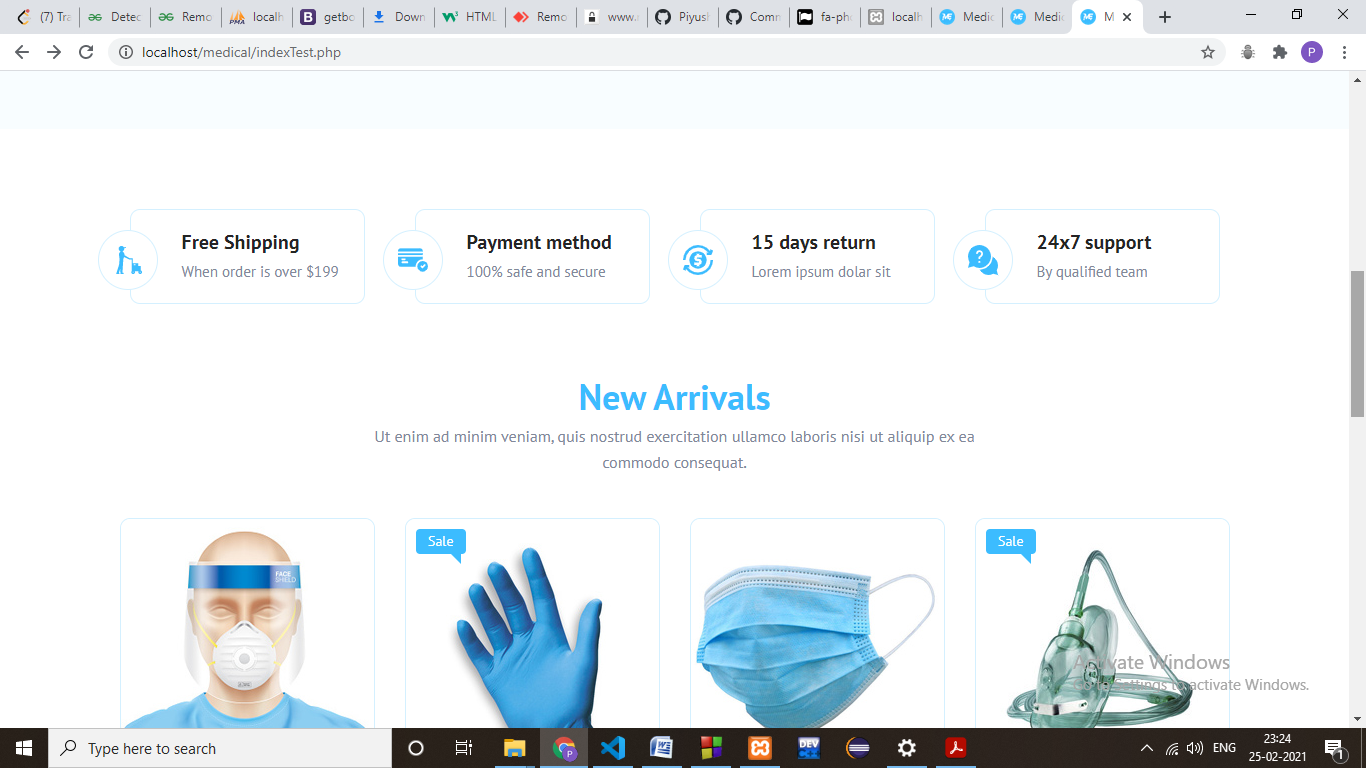 (7) Tra
Detec
Remo
localh
getbo
Down
HTML
Remo
www.
Piyus
Comm
fa-ph
localh
Medic
Medic
M
localhost/medical/indexTest.php
P
Free Shipping
When order is over $199
Payment method
100% safe and secure
15 days return
Lorem ipsum dolar sit
24x7 support
By qualified team
New Arrivals
Ut enim ad minim veniam, quis nostrud exercitation ullamco laboris nisi ut aliquip ex ea
commodo consequat.
Sale
Sale
FACE
SHIELD
Activate Windows
Go to Settings to activate Windows.
Type here to search
ENG
23:24
25-02-2021
1